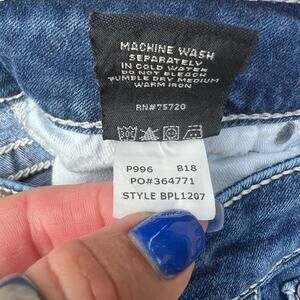 MACHINE WASH
SEPARATELY
IN COLD WATER
DO NOT BLEACH
TUMBLE DRY MEDIUM
WARM IRON
RN#75720
P996 B18
PO#364771
STYLE BPL1207